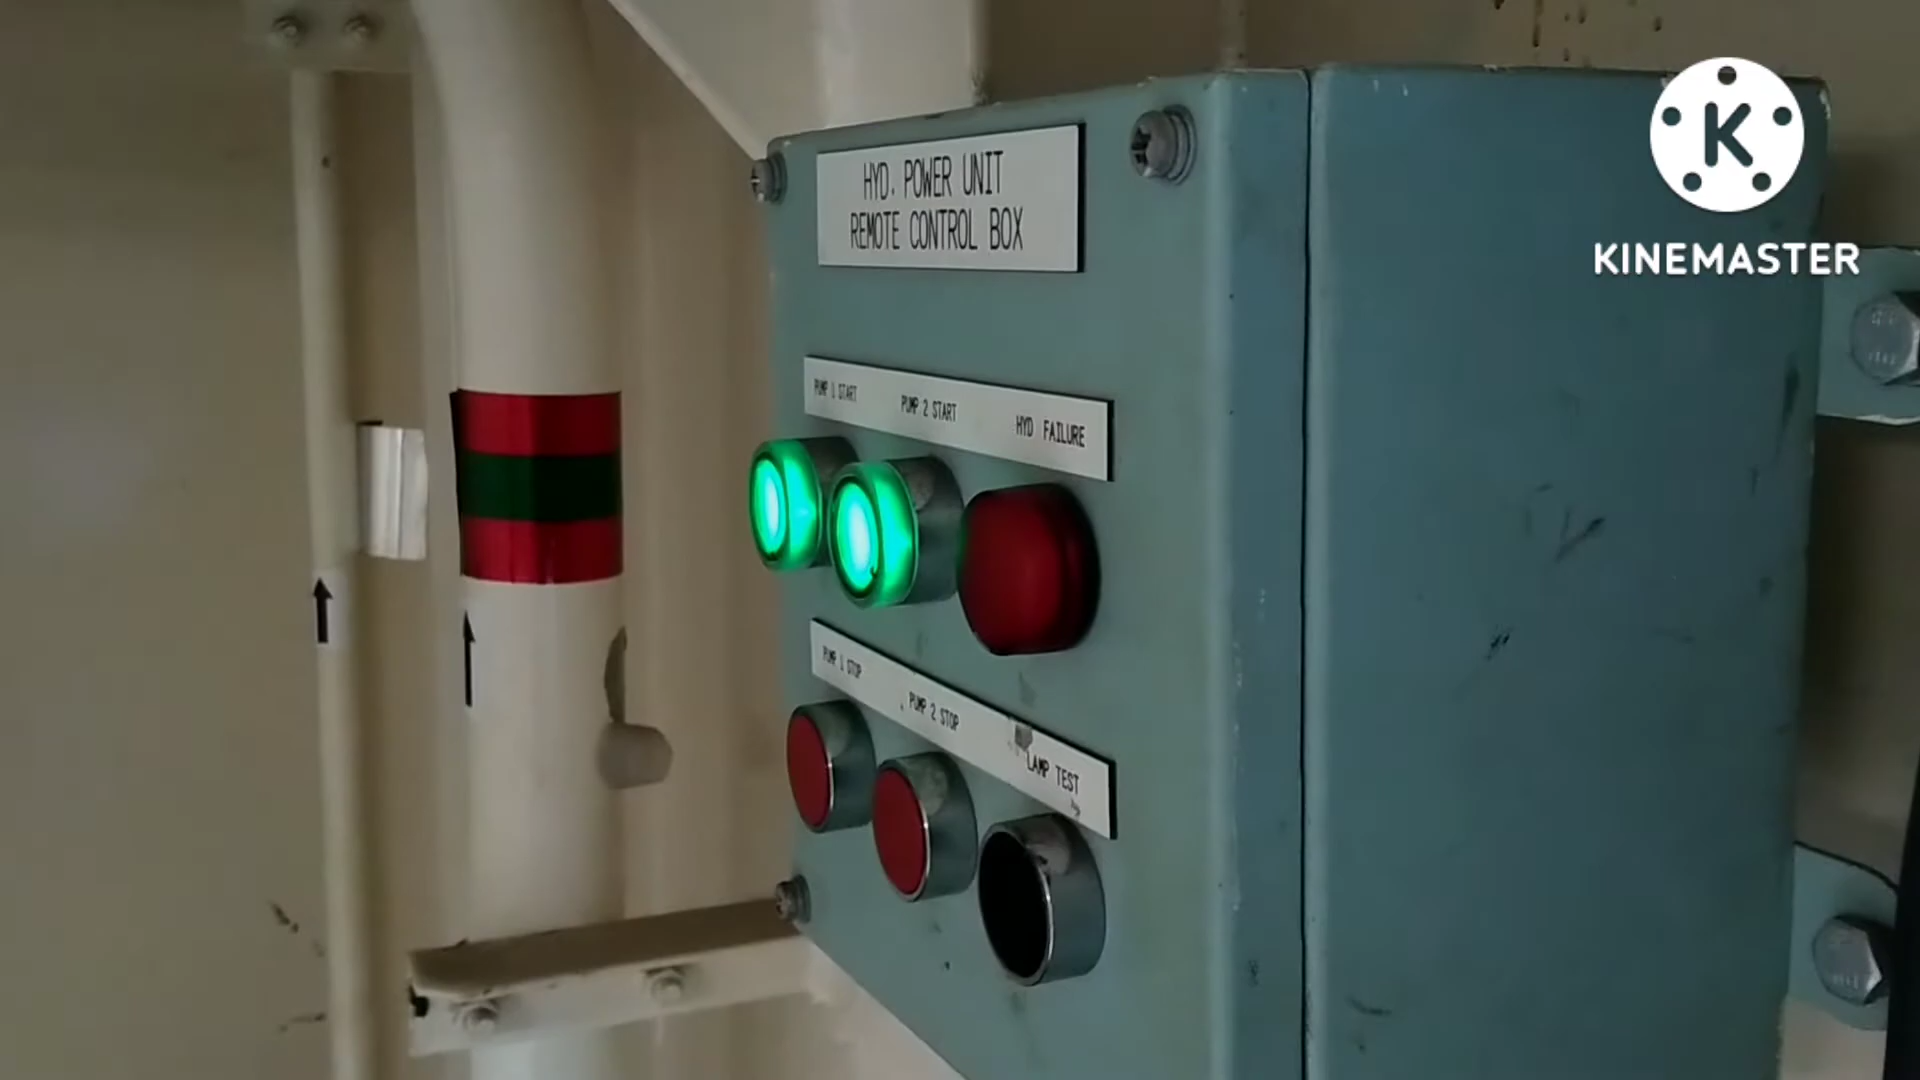 HYD. POWER UNIT
REMOTE CONTROL BOX
K
KINEMASTER
PUMP 1 START
PUMP 2 START
HYD FAILURE
PUMP 1 STOP
PUMP 2 STOP
LAMP TEST